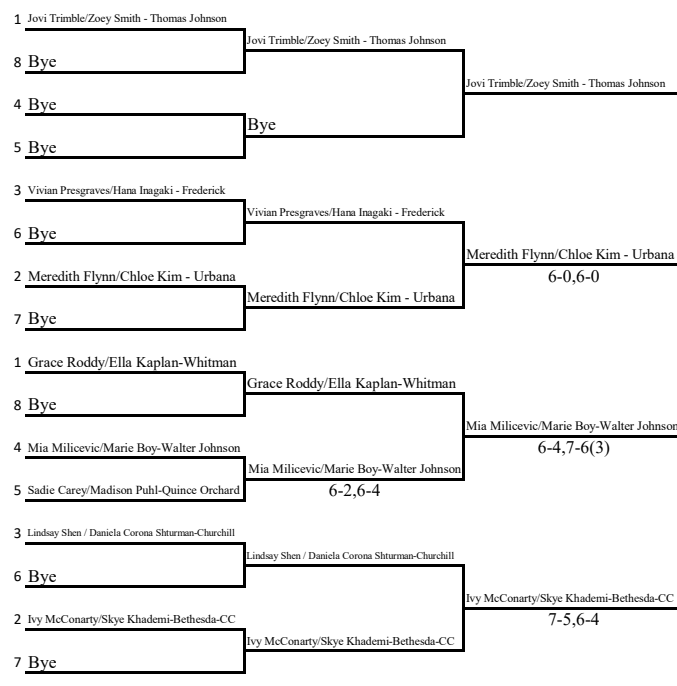 1 Jovi Trimble/Zoey Smith - Thomas Johnson
Jovi Trimble/Zoey Smith - Thomas Johnson
8 Bye
Jovi Trimble/Zoey Smith - Thomas Johnson
4 Bye
Bye
5 Bye
3 Vivian Presgraves/Hana Inagaki - Frederick
Vivian Presgraves/Hana Inagaki - Frederick
6 Bye
Meredith Flynn/Chloe Kim - Urbana
6-0,6-0
2 Meredith Flynn/Chloe Kim - Urbana
Meredith Flynn/Chloe Kim - Urbana
7 Bye
1 Grace Roddy/Ella Kaplan-Whitman
Grace Roddy/Ella Kaplan-Whitman
8 Bye
Mia Milicevic/Marie Boy-Walter Johnson
6-4,7-6(3)
4 Mia Milicevic/Marie Boy-Walter Johnson
Mia Milicevic/Marie Boy-Walter Johnson
5 Sadie Carey/Madison Puhl-Quince Orchard
6-2,6-4
3 Lindsay Shen / Daniela Corona Shturman-Churchill
Lindsay Shen / Daniela Corona Shturman-Churchill
6 Bye
Ivy McConarty/Skye Khademi-Bethesda-CC
7-5,6-4
2 Ivy McConarty/Skye Khademi-Bethesda-CC
Ivy McConarty/Skye Khademi-Bethesda-CC
7 Bye